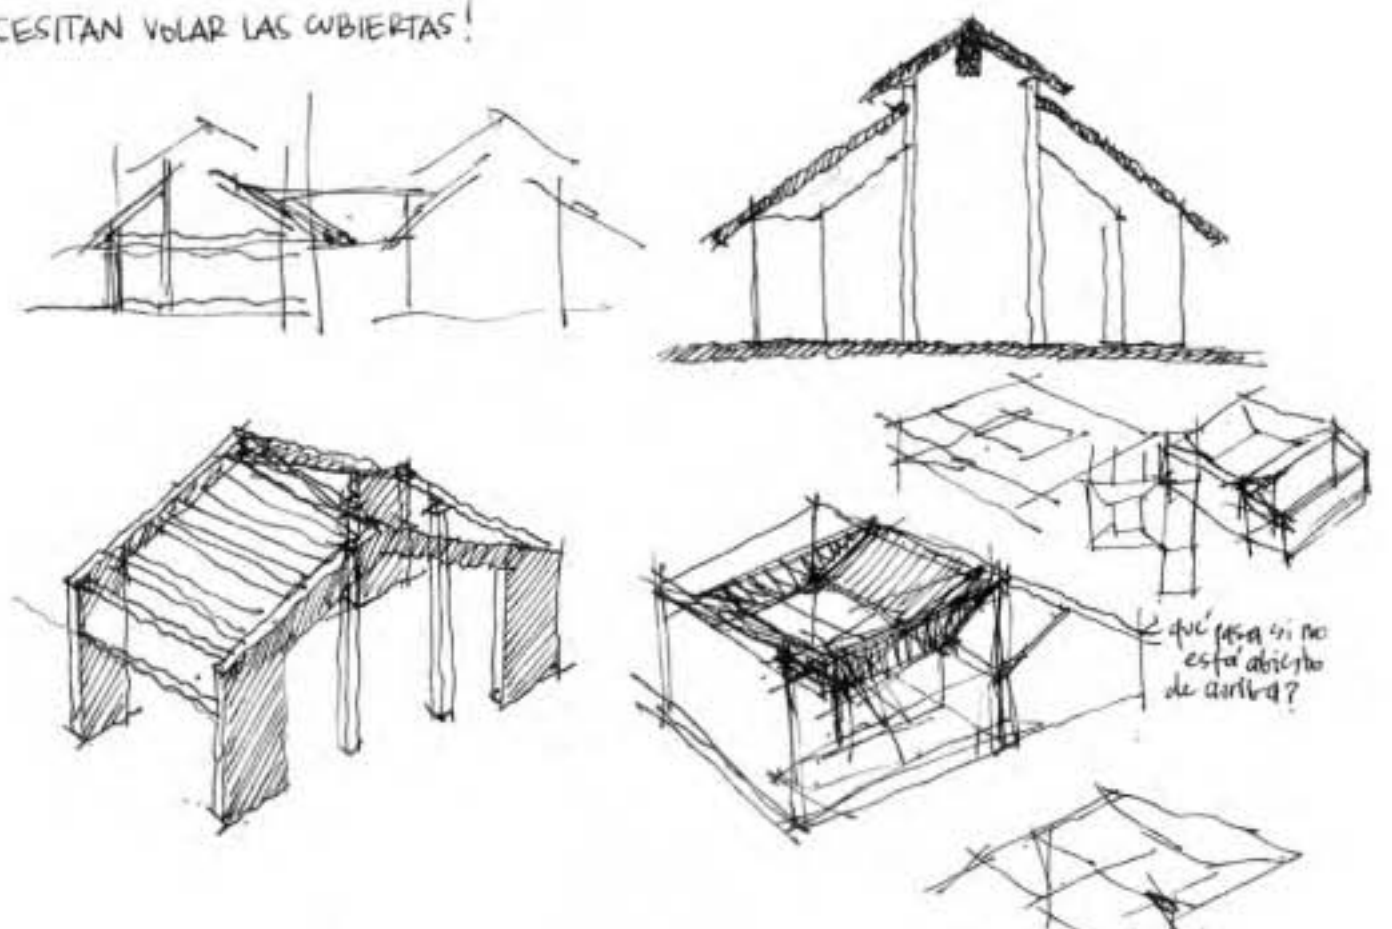 CESITAN VOLAR LAS CUBIERTAS!
qué pasa si no
está abierto
de arriba?